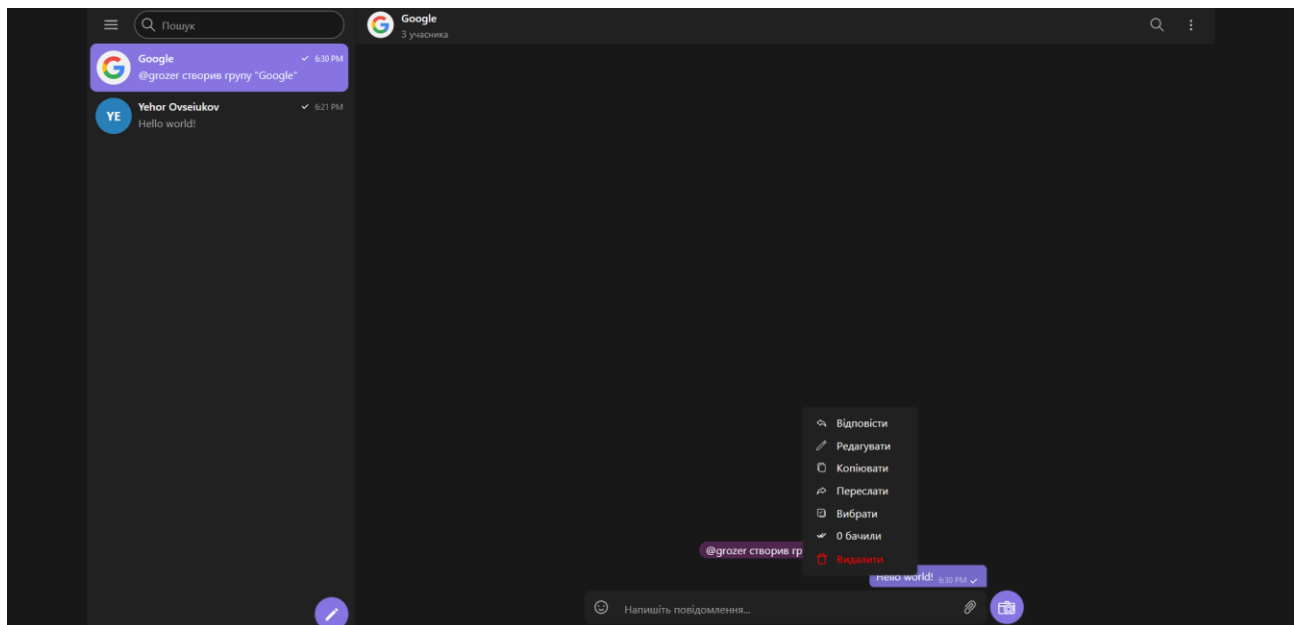 Пошук
Google
6:30 PM
@grozer створив групу "Google"
YE
Yehor Ovseiukov
6:21 PM
Hello world!
Google
3 учасника
Відповісти
Редагувати
Копіювати
Переслати
Вибрати
0 бачили
Видалити
@grozer створив гр
Hello world! 6:30 PM
Напишіть повідомлення...